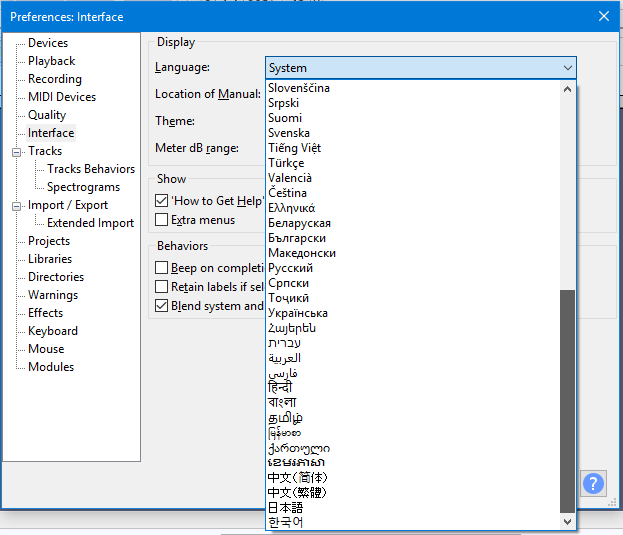 Preferences: Interface
Devices
Playback
Recording
MIDI Devices
Quality
Interface
Tracks
Tracks Behaviors
Spectrograms
Import / Export
Extended Import
Projects
Libraries
Directories
Warnings
Effects
Keyboard
Mouse
Modules
Display
Language:
System
Location of Manual:
Theme:
Meter dB range:
Show
'How to Get Help'
Extra menus
Behaviors
Beep on completi
Retain labels if sel
Blend system and
Slovenščina
Srpski
Suomi
Svenska
Tiếng Việt
Türkçe
Valencià
Čeština
Ελληνικά
Беларуская
Български
Македонски
Русский
Српски
Тоҷикӣ
Українська
Հայերեն
עברית
العربية
فارسی
हिन्दी
বাংলা
தமிழ்
မြန်မာစာ
ქართული
ខេមរភាសា
中文(简体)
中文(繁體)
日本語
한국어
?